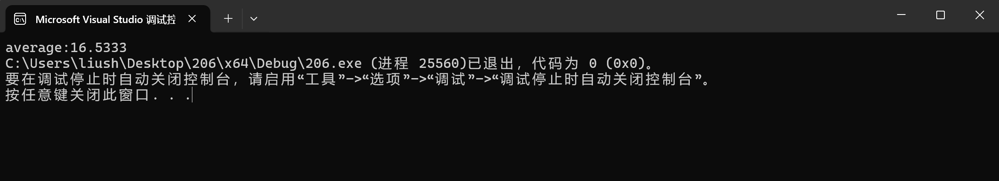 Microsoft Visual Studio 调试控
average:16.5333
C:\Users\liush\Desktop\206\x64\Debug\206.exe (进程 25560)已退出，代码为 0 (0x0)。
要在调试停止时自动关闭控制台，请启用“工具”->“选项”->“调试”->“调试停止时自动关闭控制台”。
按任意键关闭此窗口. . .